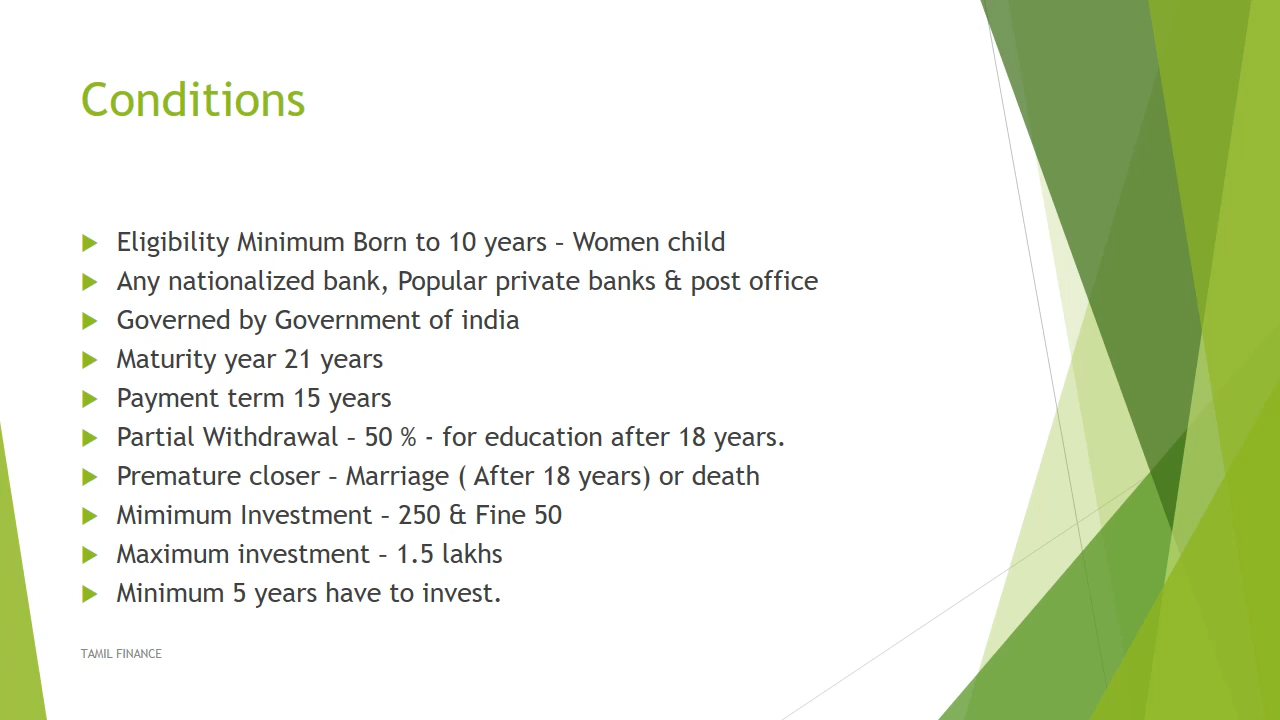 Conditions
Eligibility Minimum Born to 10 years – Women child
Any nationalized bank, Popular private banks & post office
Governed by Government of india
Maturity year 21 years
Payment term 15 years
Partial Withdrawal – 50 % - for education after 18 years.
Premature closer – Marriage ( After 18 years) or death
Mimimum Investment – 250 & Fine 50
Maximum investment – 1.5 lakhs
Minimum 5 years have to invest.
TAMIL FINANCE